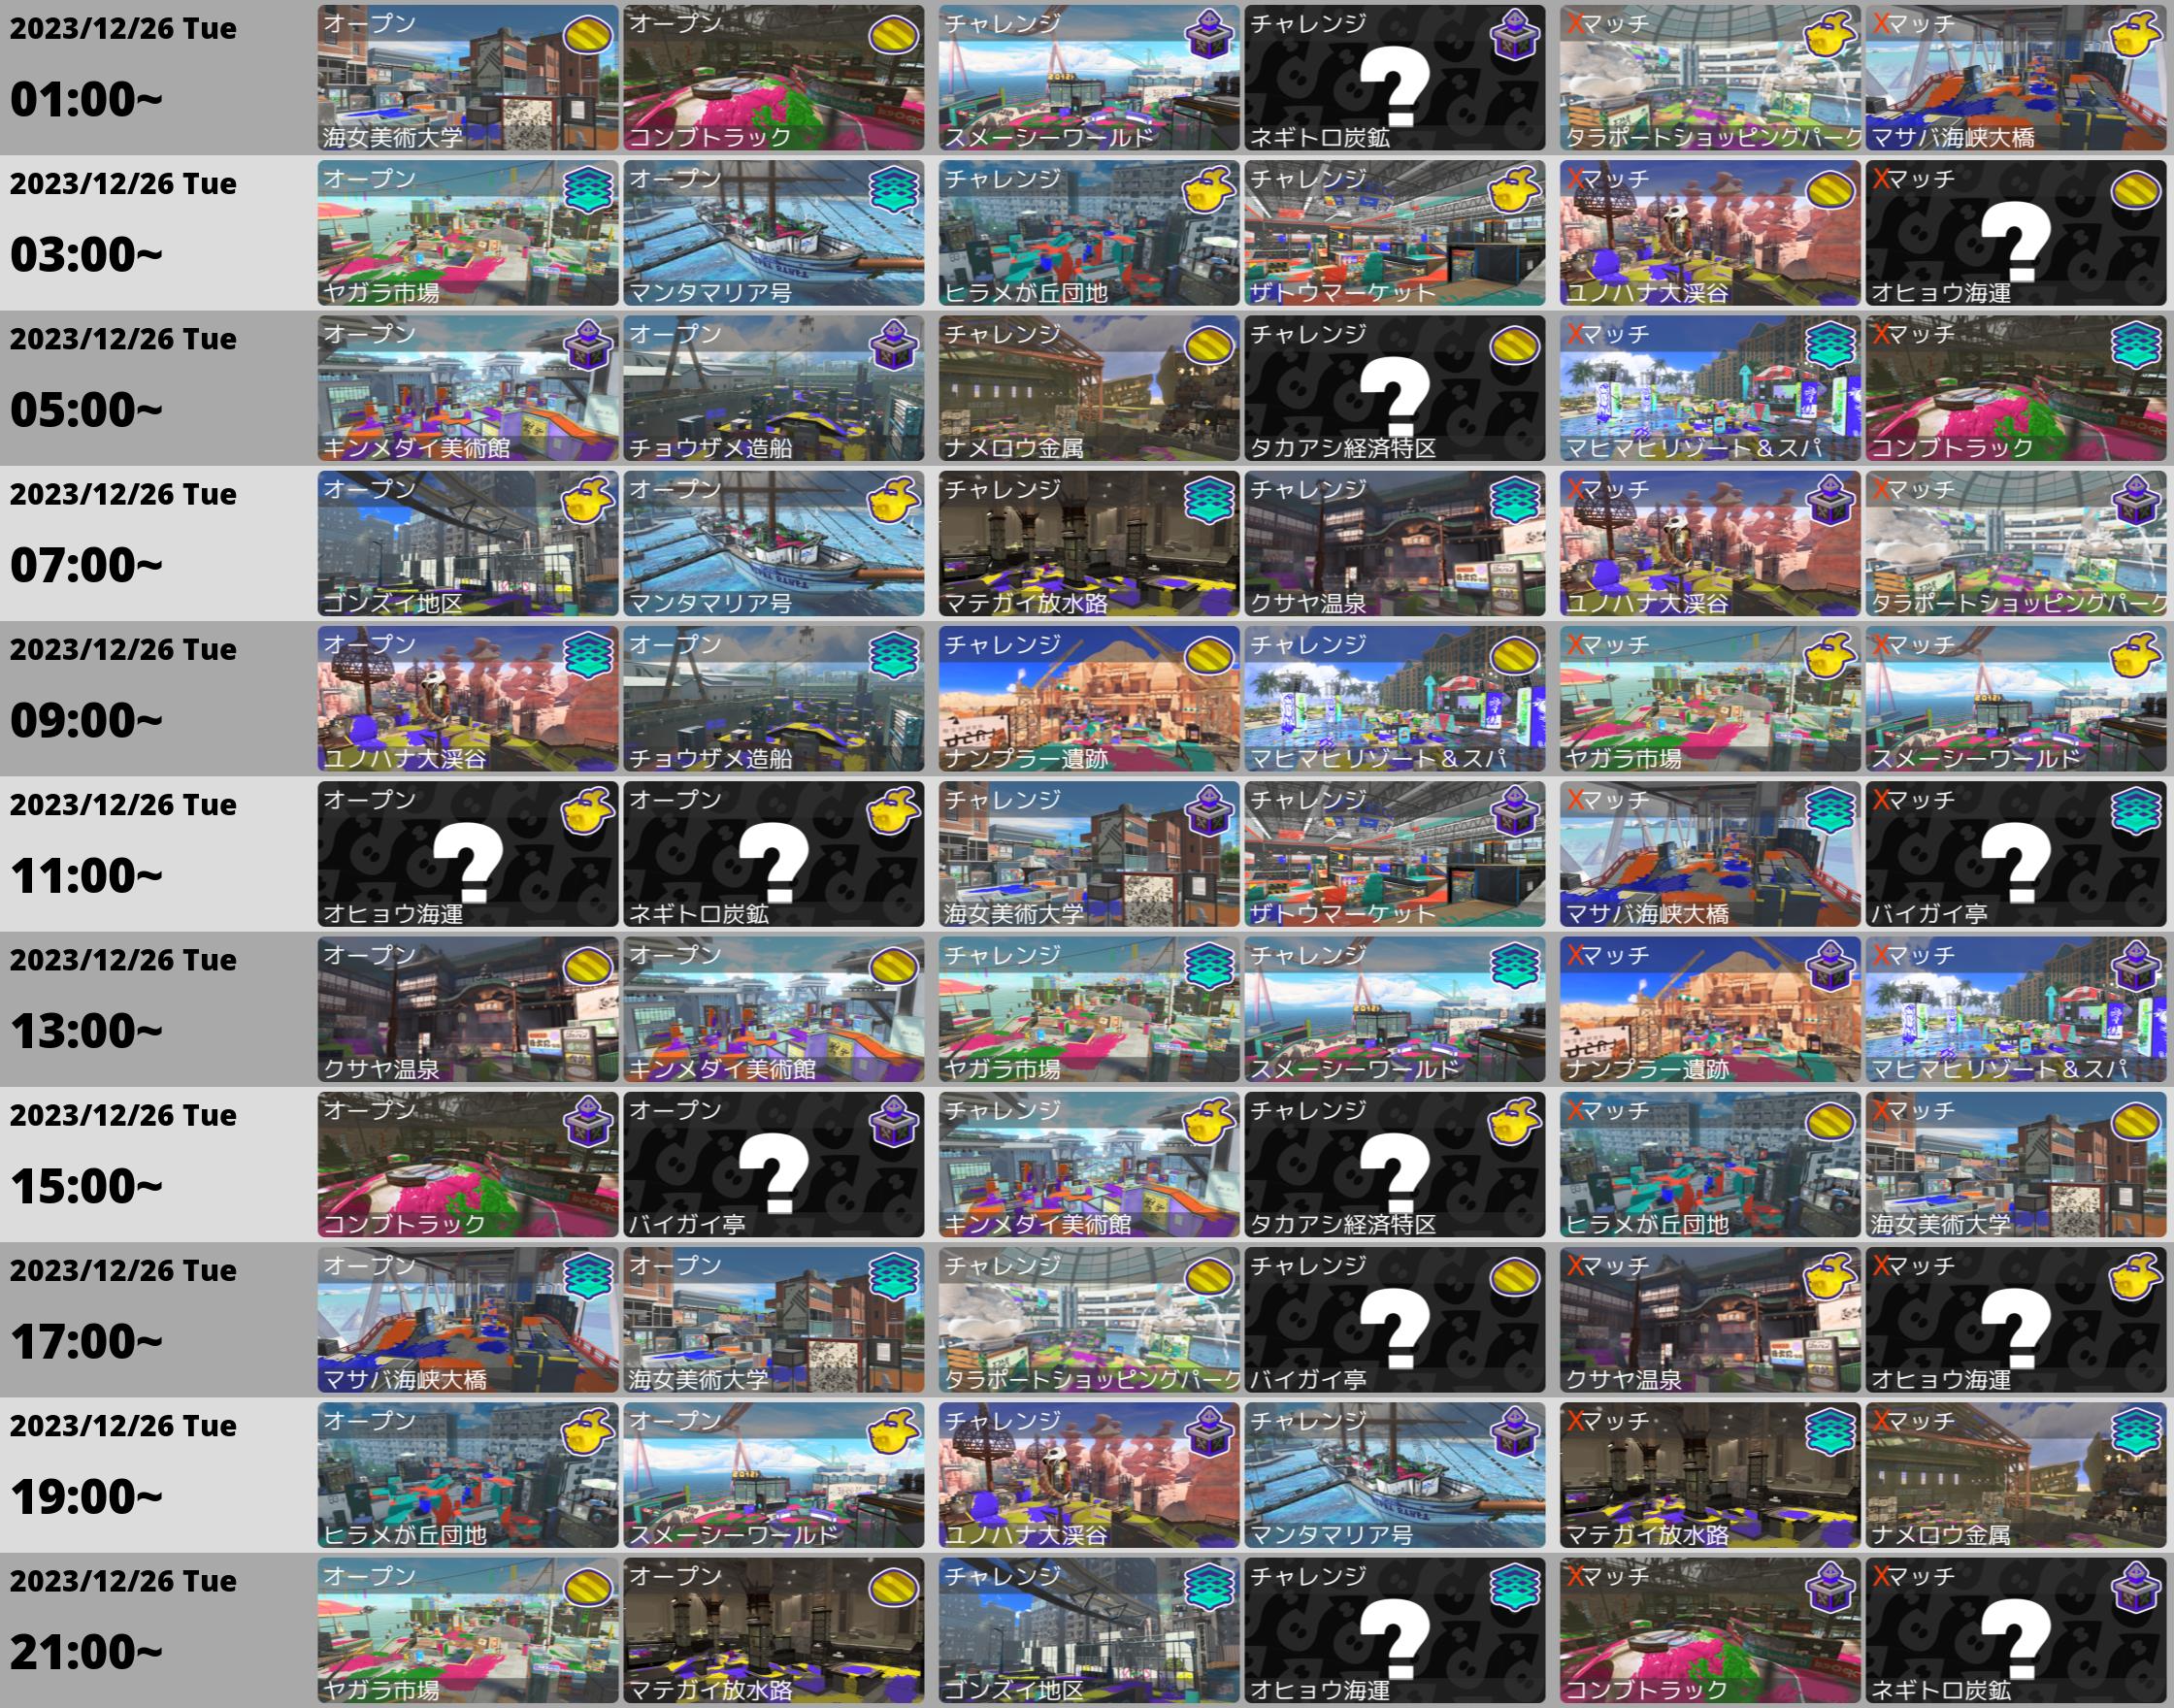 2023/12/26 Tue
01:00~
オープン
海女美術大学
オープン
コンブトラック
チャレンジ
スメーシーワールド
チャレンジ
ネギトロ炭鉱
Xマッチ
タラポートショッピングパーク
Xマッチ
マサバ海峡大橋
2023/12/26 Tue
03:00~
オープン
ヤガラ市場
オープン
マンタマリア号
チャレンジ
ヒラメが丘団地
チャレンジ
ザトウマーケット
Xマッチ
ユノハナ大渓谷
Xマッチ
オヒョウ海運
2023/12/26 Tue
05:00~
オープン
キンメダイ美術館
オープン
チョウザメ造船
チャレンジ
ナメロウ金属
チャレンジ
タカアシ経済特区
Xマッチ
マヒマヒリゾート&スパ
Xマッチ
コンブトラック
2023/12/26 Tue
07:00~
オープン
ゴンズイ地区
オープン
マンタマリア号
チャレンジ
マテガイ放水路
チャレンジ
クサヤ温泉
Xマッチ
ユノハナ大渓谷
Xマッチ
タラポートショッピングパーク
2023/12/26 Tue
09:00~
オープン
ユノハナ大渓谷
オープン
チョウザメ造船
チャレンジ
ナンプラー遺跡
チャレンジ
マヒマヒリゾート&スパ
Xマッチ
ヤガラ市場
Xマッチ
スメーシーワールド
2023/12/26 Tue
11:00~
オープン
オヒョウ海運
オープン
ネギトロ炭鉱
チャレンジ
海女美術大学
チャレンジ
ザトウマーケット
Xマッチ
マサバ海峡大橋
Xマッチ
バイガイ亭
2023/12/26 Tue
13:00~
オープン
クサヤ温泉
オープン
キンメダイ美術館
チャレンジ
ヤガラ市場
チャレンジ
スメーシーワールド
Xマッチ
ナンプラー遺跡
Xマッチ
マヒマヒリゾート&スパ
2023/12/26 Tue
15:00~
オープン
コンブトラック
オープン
バイガイ亭
チャレンジ
キンメダイ美術館
チャレンジ
タカアシ経済特区
Xマッチ
ヒラメが丘団地
Xマッチ
海女美術大学
2023/12/26 Tue
17:00~
オープン
マサバ海峡大橋
オープン
海女美術大学
チャレンジ
タラポートショッピングパーク
チャレンジ
バイガイ亭
Xマッチ
クサヤ温泉
Xマッチ
オヒョウ海運
2023/12/26 Tue
19:00~
オープン
ヒラメが丘団地
オープン
スメーシーワールド
チャレンジ
ユノハナ大渓谷
チャレンジ
マンタマリア号
Xマッチ
マテガイ放水路
Xマッチ
ナメロウ金属
2023/12/26 Tue
21:00~
オープン
ヤガラ市場
オープン
マテガイ放水路
チャレンジ
ゴンズイ地区
チャレンジ
オヒョウ海運
Xマッチ
コンブトラック
Xマッチ
ネギトロ炭鉱